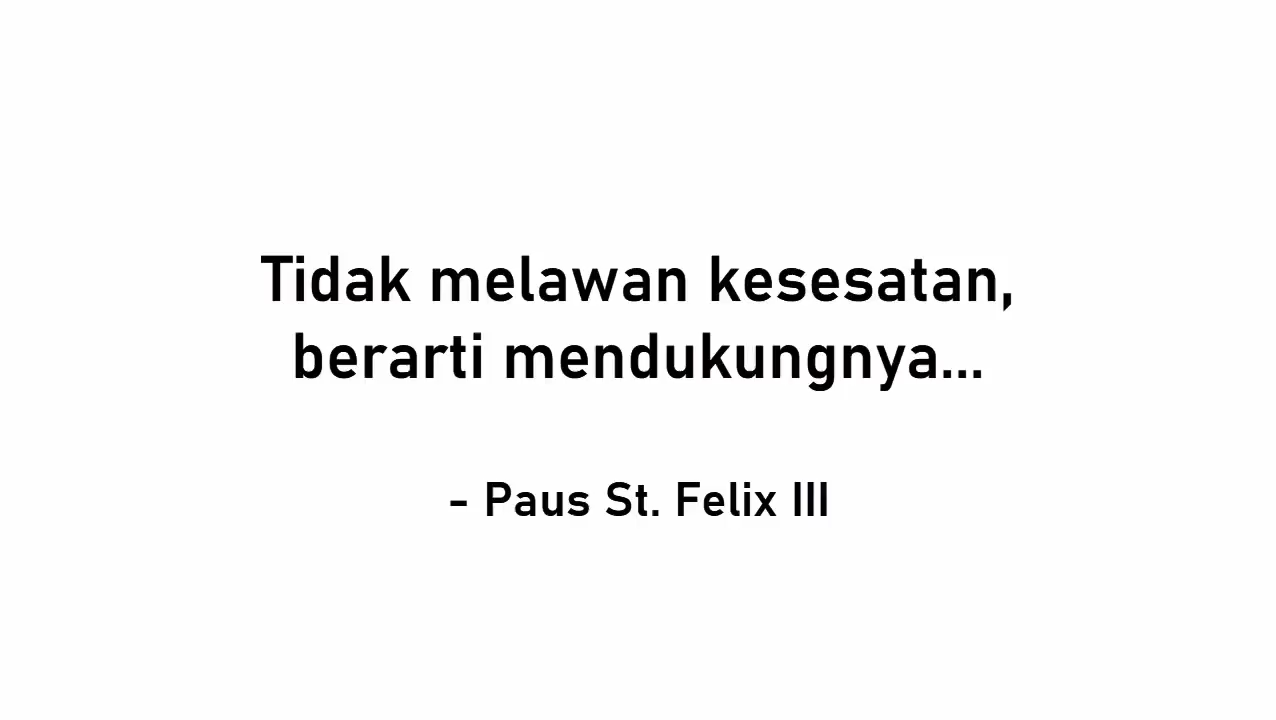 Tidak melawan kesesatan,
berarti mendukungnya...
- Paus St. Felix III